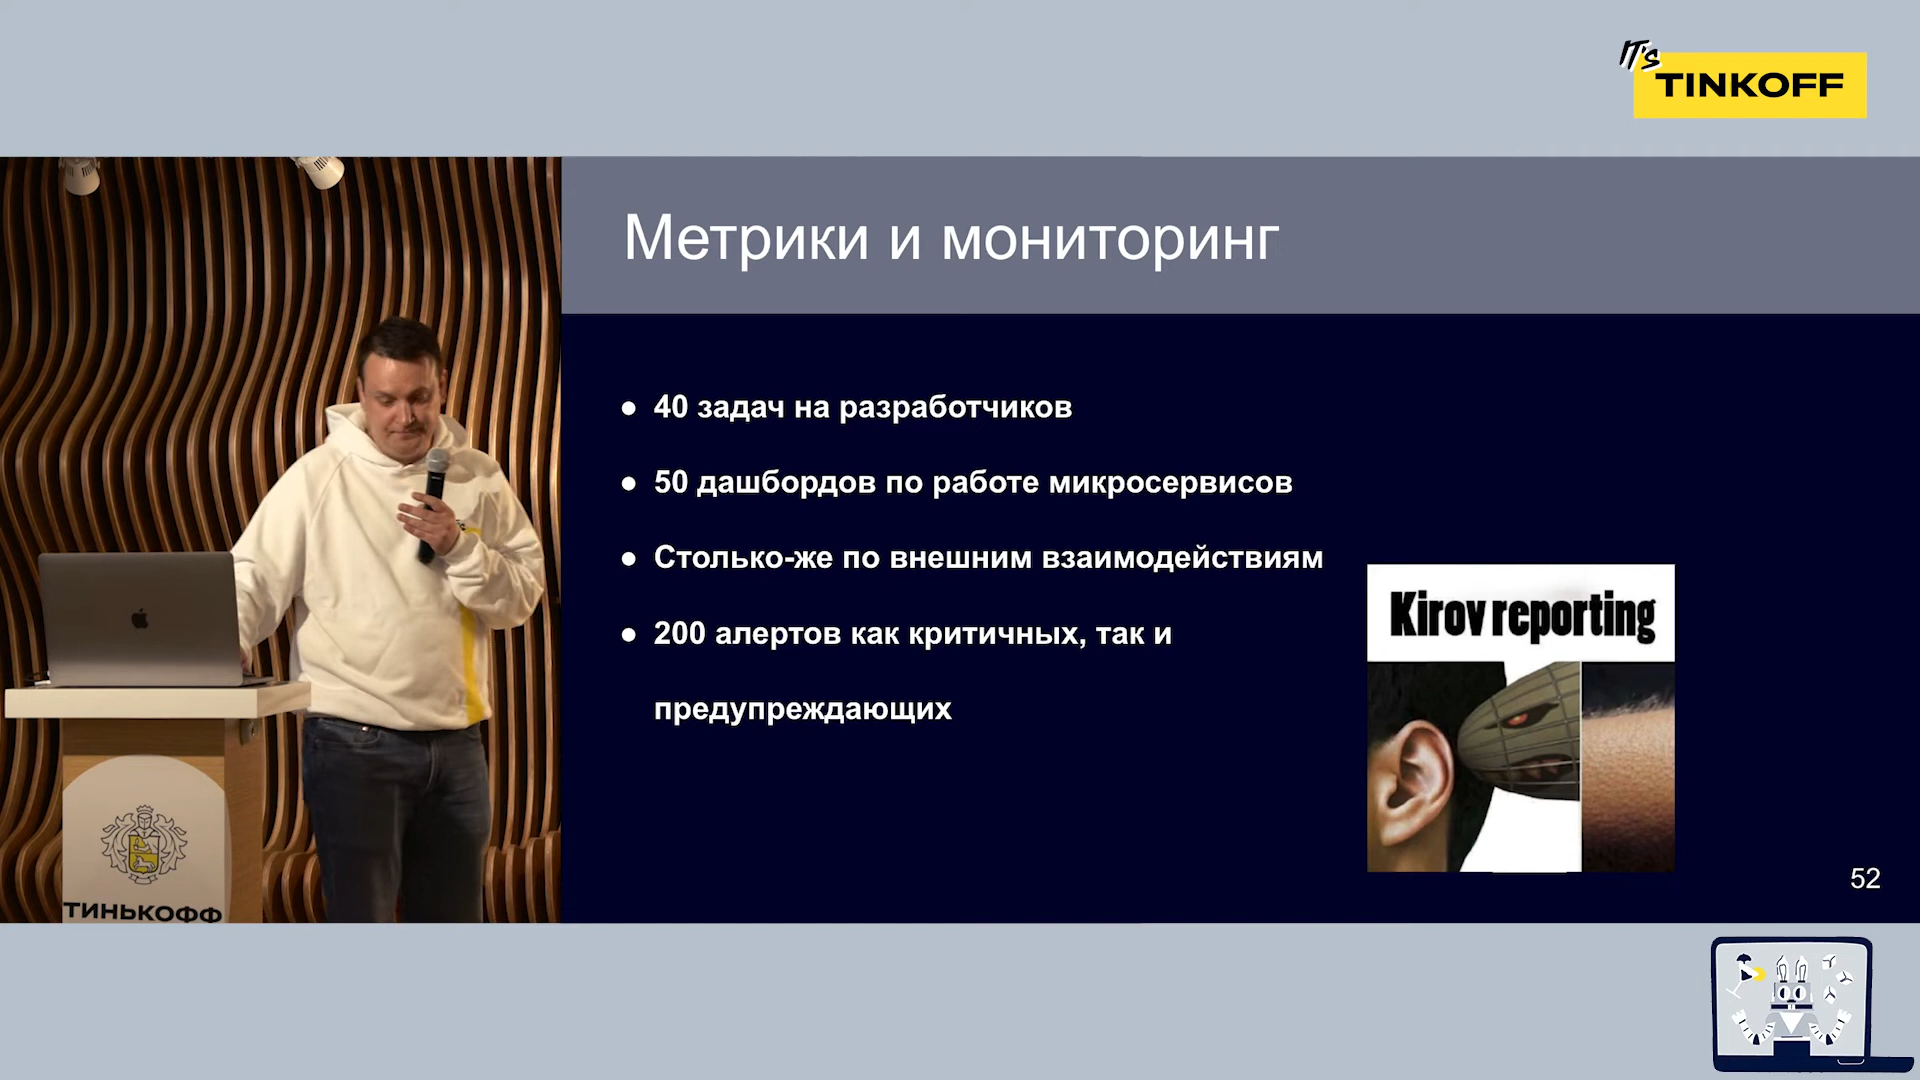 IT's
TINKOFF
Метрики и мониторинг
● 40 задач на разработчиков
● 50 дашбордов по работе микросервисов
● Столько-же по внешним взаимодействиям
● 200 алертов как критичных, так и
предупреждающих
Kirov reporting
52
ТИНЬКОФФ